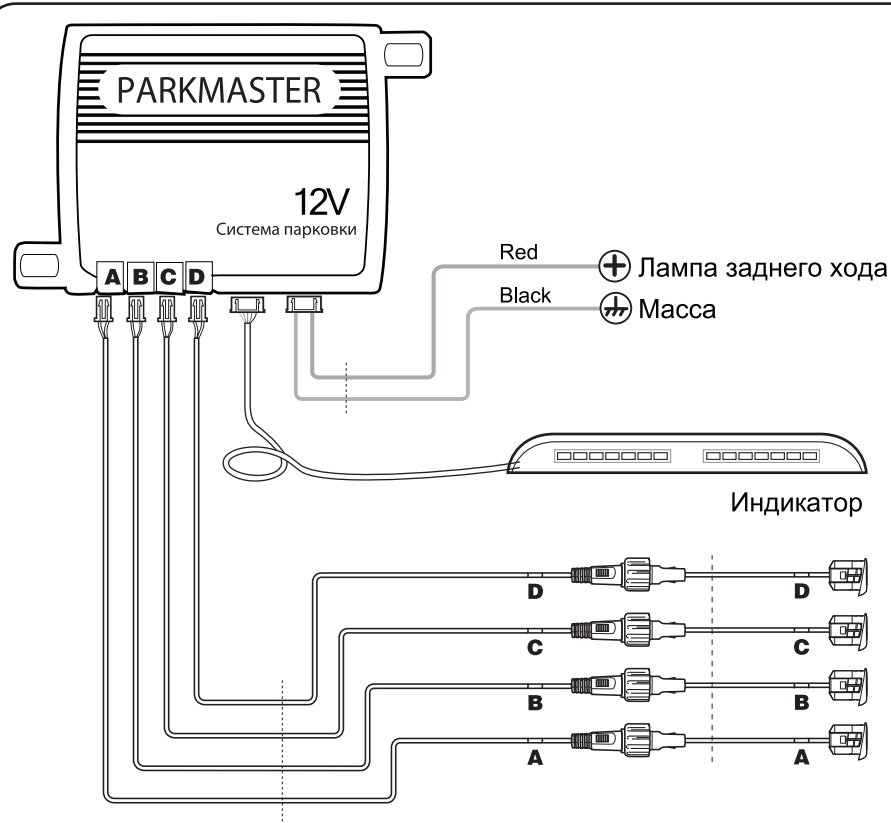 PARKMASTER
12V
Система парковки
A B C D
Red
Лампа заднего хода
Black
Масса
Индикатор
D D
C C
B B
A A